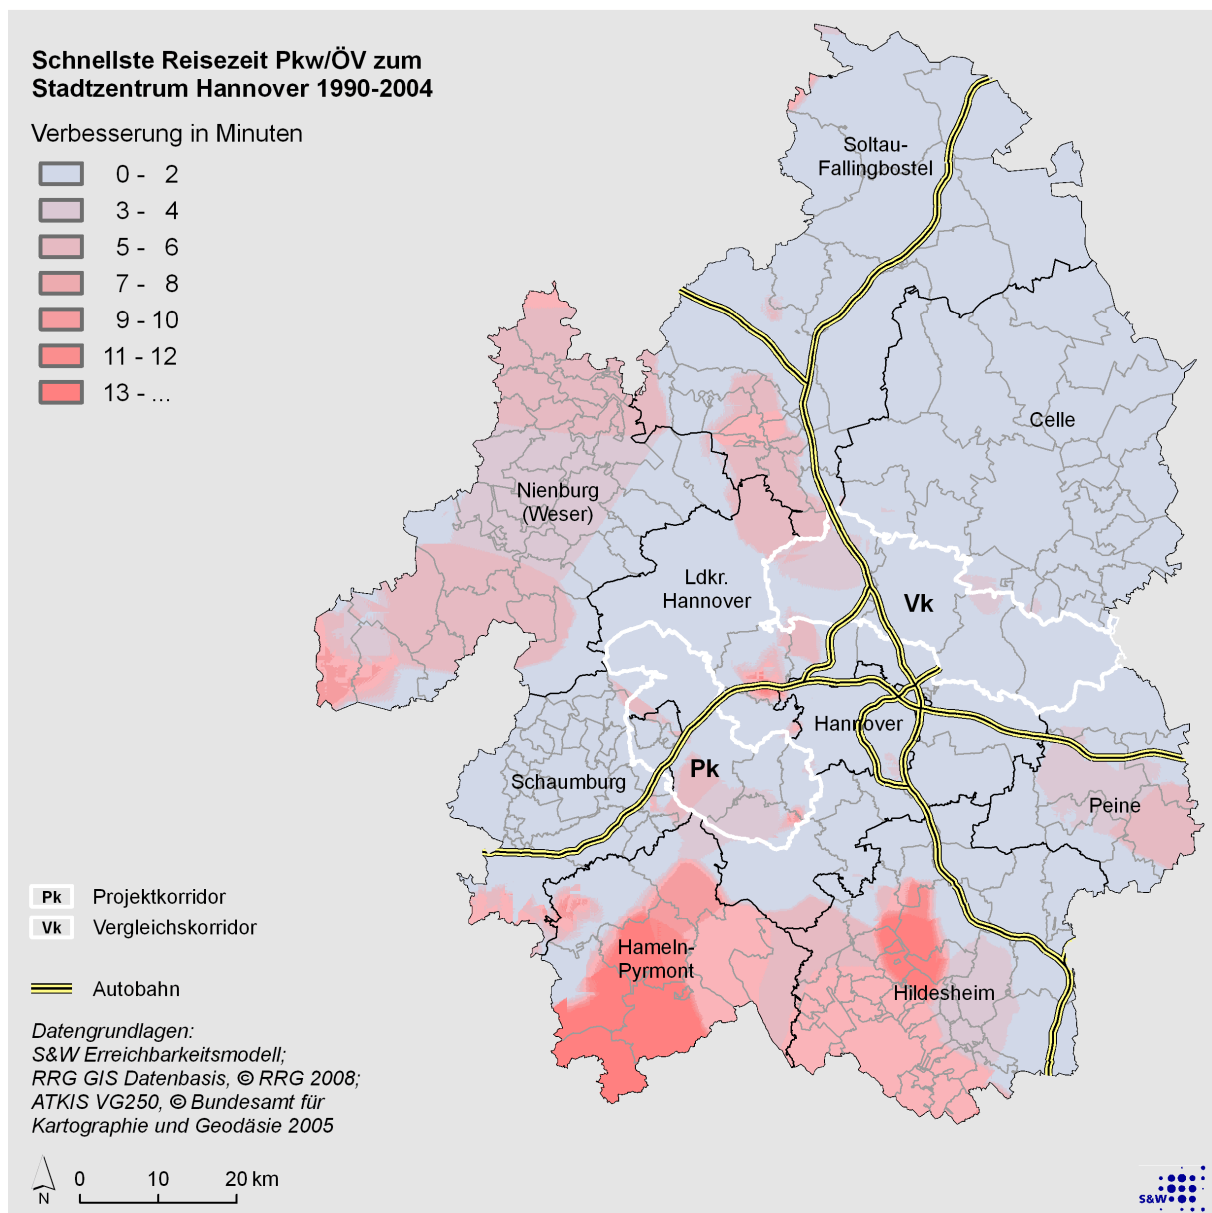 Schnellste Reisezeit Pkw/ÖV zum
Stadtzentrum Hannover 1990-2004
Verbesserung in Minuten
0 - 2
3 - 4
5 - 6
7 - 8
9 - 10
11 - 12
13 - ...
Soltau-
Fallingbostel
Celle
Nienburg
(Weser)
Ldkr.
Hannover
Vk
Hannover
Pk
Schaumburg
Peine
Hameln-
Pyrmont
Hildesheim
Pk Projektkorridor
Vk Vergleichskorridor
Autobahn
Datengrundlagen:
S&W Erreichbarkeitsmodell;
RRG GIS Datenbasis, © RRG 2008;
ATKIS VG250, © Bundesamt für
Kartographie und Geodäsie 2005
N
0 10 20 km
S&W